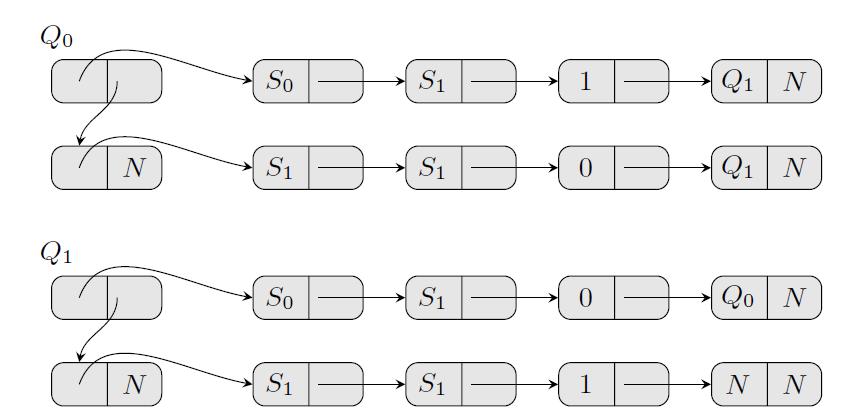 Q₀
S₀ S₁ 1 Q₁ N
N S₁ S₁ 0 Q₁ N
Q₁
S₀ S₁ 0 Q₀ N
N S₁ S₁ 1 N N